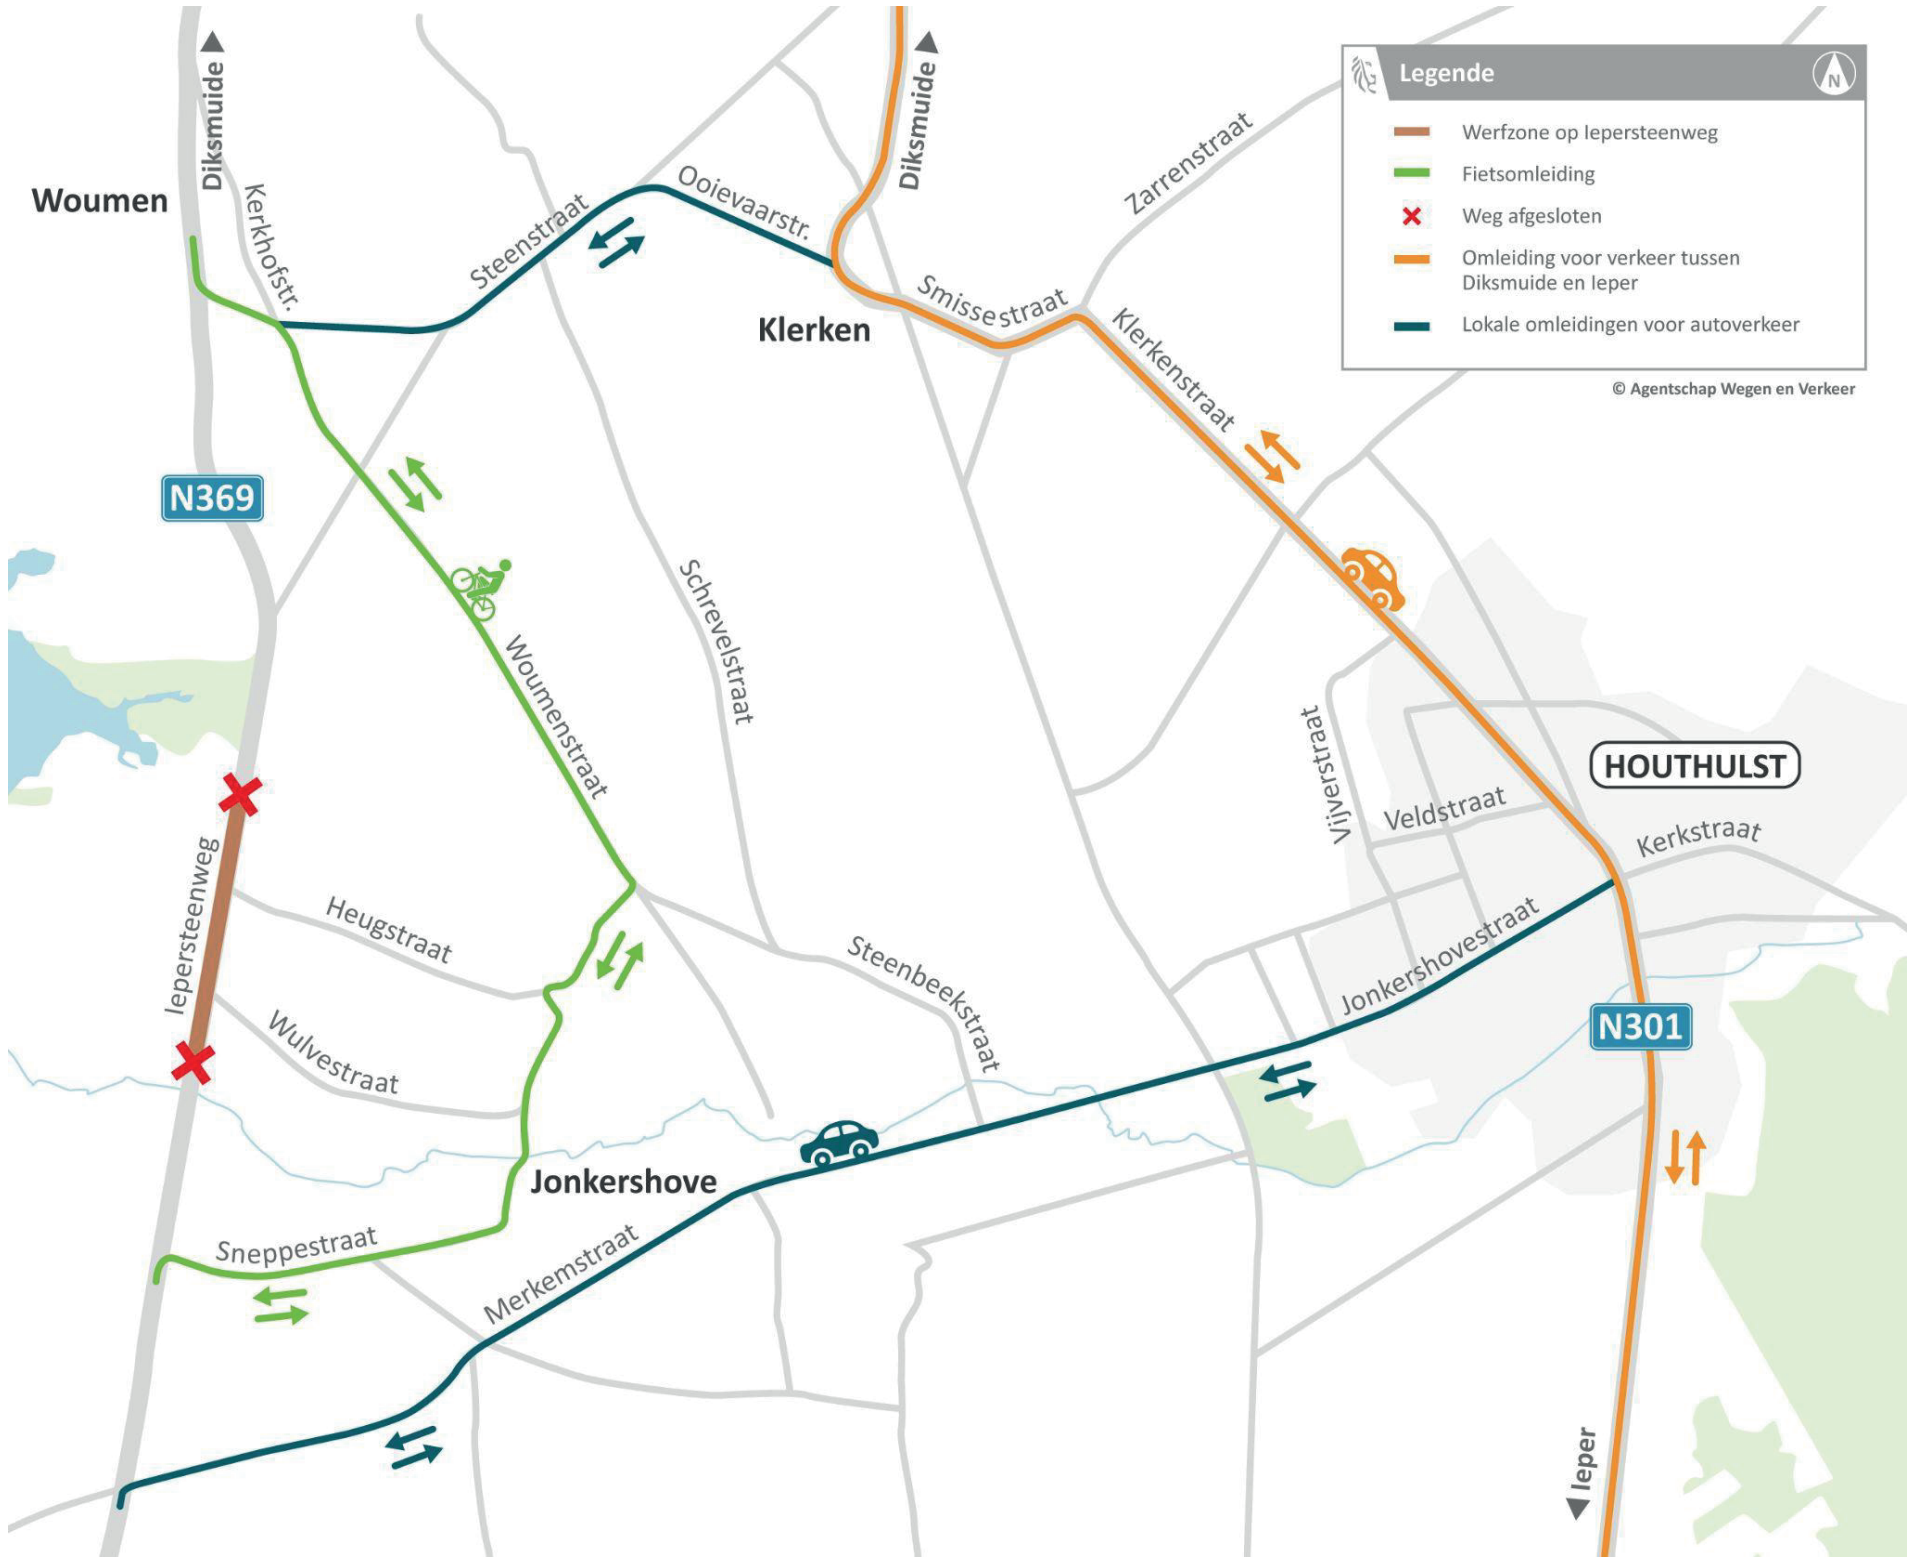 Diksmuide
Diksmuide
Legende
N
Werfzone op Iepersteenweg
Fietsomleiding
Weg afgesloten
Omleiding voor verkeer tussen
Diksmuide en Ieper
Lokale omleidingen voor autoverkeer
© Agentschap Wegen en Verkeer
Woumen
Kerkhofstr.
Steenstraat
Ooievaarstr.
Zarrenstraat
Klerken
Smissestraat
Klerkenstraat
N369
Woumenstraat
Schrevelstraat
Vijverstraat
Veldstraat
HOUTHULST
Kerkstraat
Iepersteenweg
Heugstraat
Wulvestraat
Steenbeekstraat
Jonkershovestraat
N301
Jonkershove
Sneppestraat
Merkemstraat
Ieper